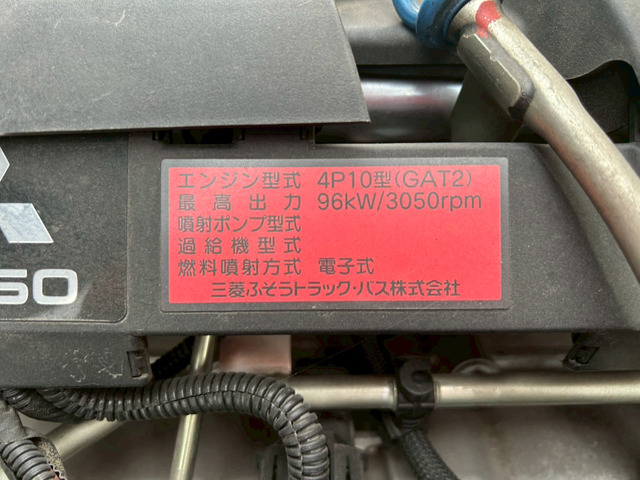 エンジン型式 4P10型(GAT2)
最高出力 96kW/3050rpm
噴射ポンプ型式
過給機型式
燃料噴射方式 電子式
三菱ふそうトラック・バス株式会社
50